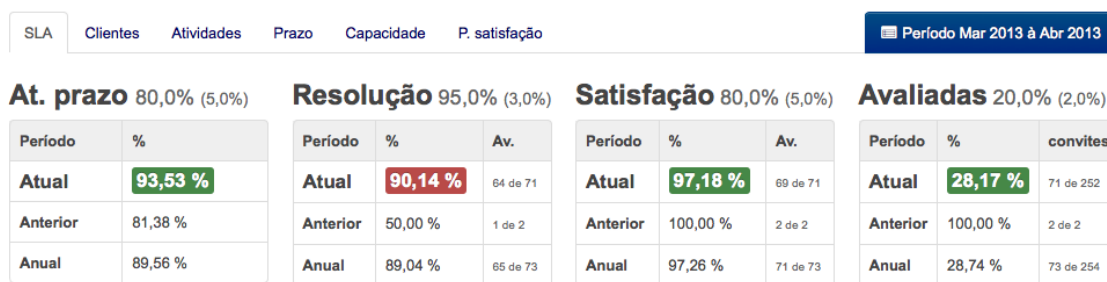 SLA Clientes Atividades Prazo Capacidade P. satisfação Período Mar 2013 à Abr 2013
At. prazo 80,0% (5,0%)
Período %
Atual 93,53 %
Anterior 81,38 %
Anual 89,56 %
Resolução 95,0% (3,0%)
Período % Av.
Atual 90,14 % 64 de 71
Anterior 50,00 % 1 de 2
Anual 89,04 % 65 de 73
Satisfação 80,0% (5,0%)
Período % Av.
Atual 97,18 % 69 de 71
Anterior 100,00 % 2 de 2
Anual 97,26 % 71 de 73
Avaliadas 20,0% (2,0%)
Período % convites
Atual 28,17 % 71 de 252
Anterior 100,00 % 2 de 2
Anual 28,74 % 73 de 254